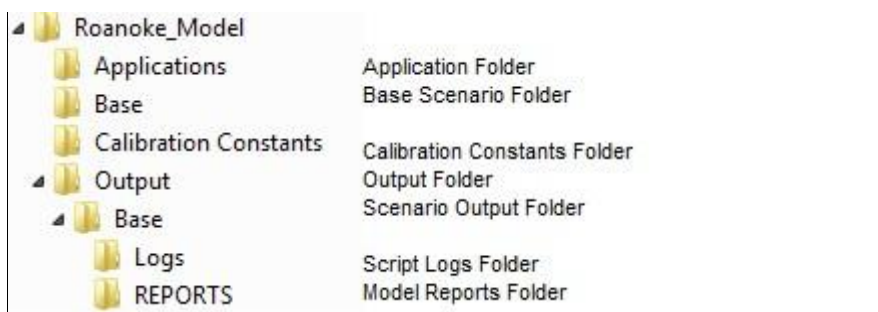 Roanoke_Model
Applications Application Folder
Base Base Scenario Folder
Calibration Constants Calibration Constants Folder
Output Output Folder
Base Scenario Output Folder
Logs Script Logs Folder
REPORTS Model Reports Folder